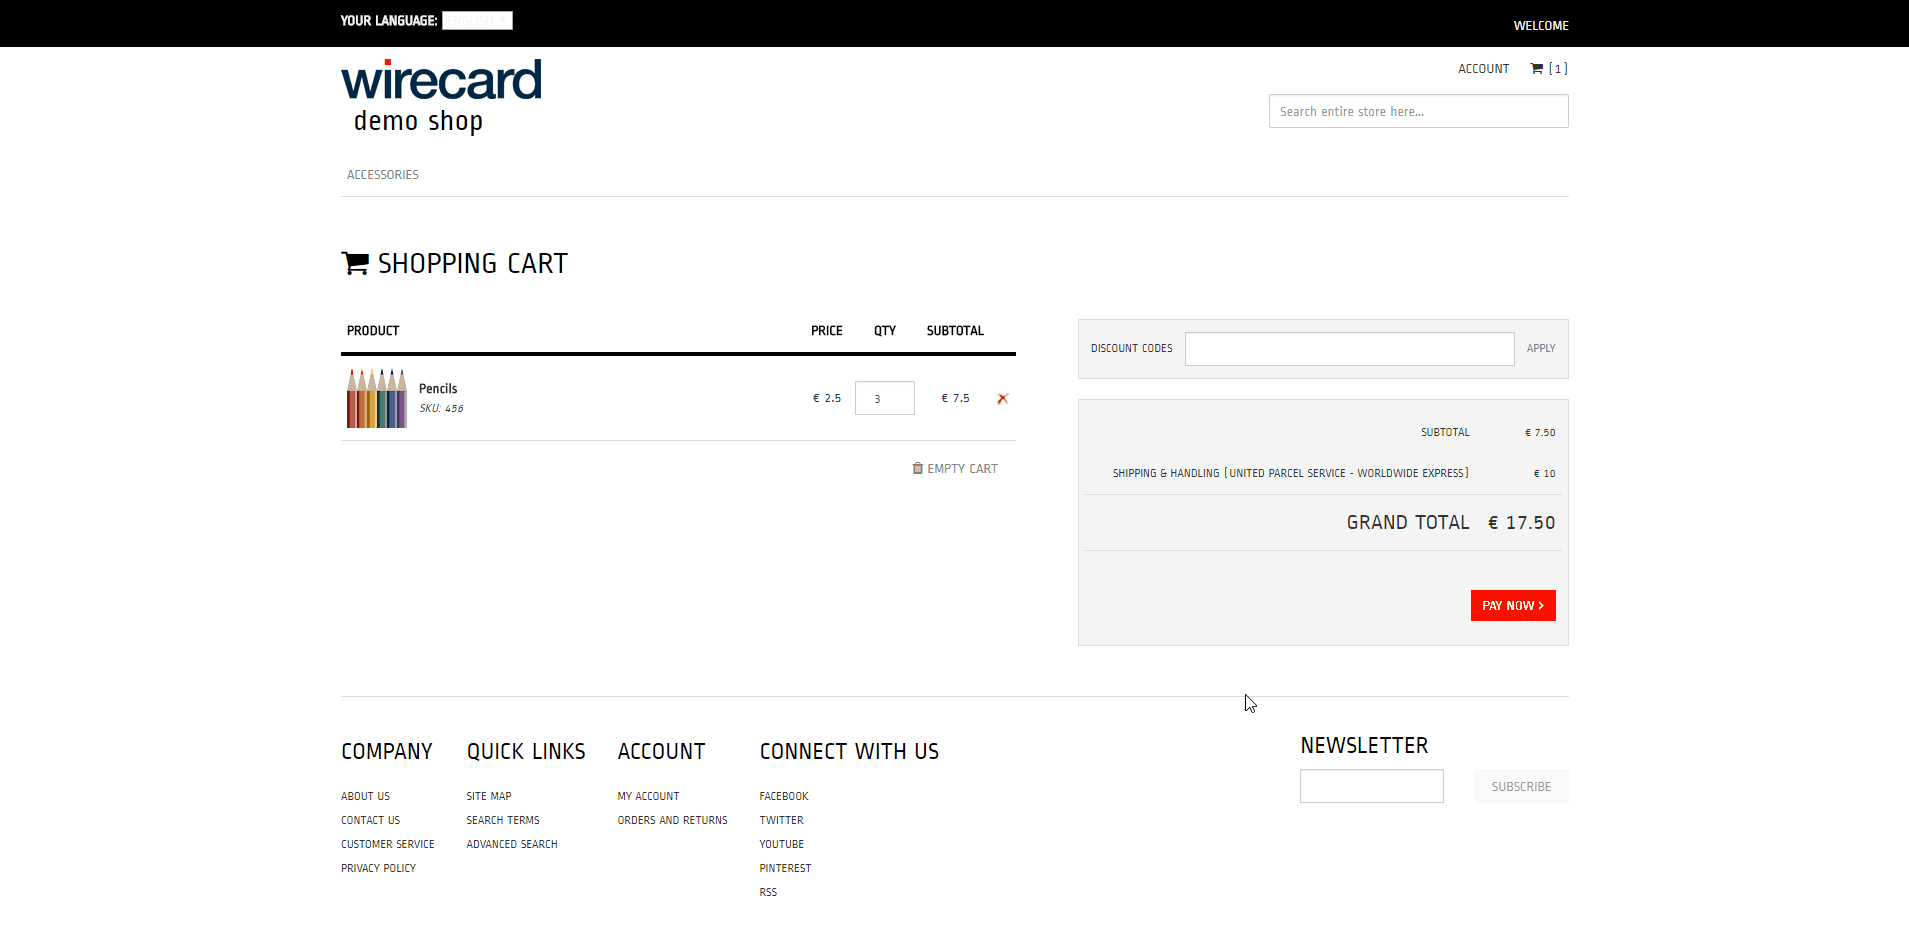 YOUR LANGUAGE: ENGLISH
WELCOME
wirecard
demo shop
ACCOUNT (1)
Search entire store here...
ACCESSORIES
SHOPPING CART
PRODUCT PRICE QTY SUBTOTAL
Pencils
SKU: 456
€ 2.5 3 € 7.5
EMPTY CART
DISCOUNT CODES APPLY
SUBTOTAL € 7.50
SHIPPING & HANDLING (UNITED PARCEL SERVICE - WORLDWIDE EXPRESS) € 10
GRAND TOTAL € 17.50
PAY NOW >
COMPANY
ABOUT US
CONTACT US
CUSTOMER SERVICE
PRIVACY POLICY
QUICK LINKS
SITE MAP
SEARCH TERMS
ADVANCED SEARCH
ACCOUNT
MY ACCOUNT
ORDERS AND RETURNS
CONNECT WITH US
FACEBOOK
TWITTER
YOUTUBE
PINTEREST
RSS
NEWSLETTER
SUBSCRIBE